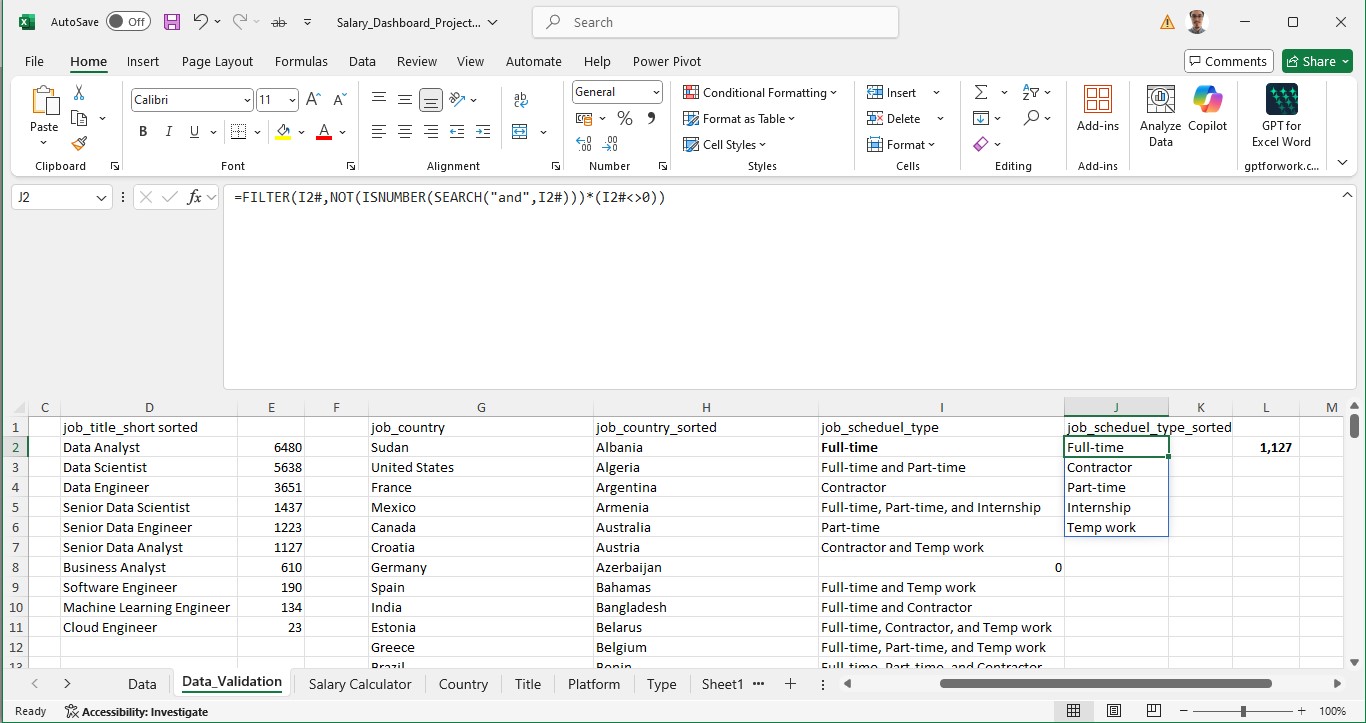 AutoSave Off ab Salary_Dashboard_Project... Search
File Home Insert Page Layout Formulas Data Review View Automate Help Power Pivot Comments Share
Paste
Clipboard
Calibri 11 A A
B I U A
Font
ab
Alignment
General
% 9
Number
Conditional Formatting
Format as Table
Cell Styles
Styles
Insert
Delete
Format
Cells
Editing
Add-ins
Add-ins
Analyze Data
Copilot
GPT for Excel Word
gptforwork.c...
J2 fx =FILTER(I2#,NOT(ISNUMBER(SEARCH("and",I2#)))*(I2#<>0))
C D E F G H I J K L M
1 job_title_short sorted job_country job_country_sorted job_scheduel_type job_scheduel_type_sorted
2 Data Analyst 6480 Sudan Albania Full-time Full-time 1,127
3 Data Scientist 5638 United States Algeria Full-time and Part-time Contractor
4 Data Engineer 3651 France Argentina Contractor Part-time
5 Senior Data Scientist 1437 Mexico Armenia Full-time, Part-time, and Internship Internship
6 Senior Data Engineer 1223 Canada Australia Part-time Temp work
7 Senior Data Analyst 1127 Croatia Austria Contractor and Temp work
8 Business Analyst 610 Germany Azerbaijan 0
9 Software Engineer 190 Spain Bahamas Full-time and Temp work
10 Machine Learning Engineer 134 India Bangladesh Full-time and Contractor
11 Cloud Engineer 23 Estonia Belarus Full-time, Contractor, and Temp work
12 Greece Belgium Full-time, Part-time, and Temp work
13 Brazil Benin Full-time, Part-time, and Contractor
Data Data_Validation Salary Calculator Country Title Platform Type Sheet1 ...
Ready Accessibility: Investigate 100%